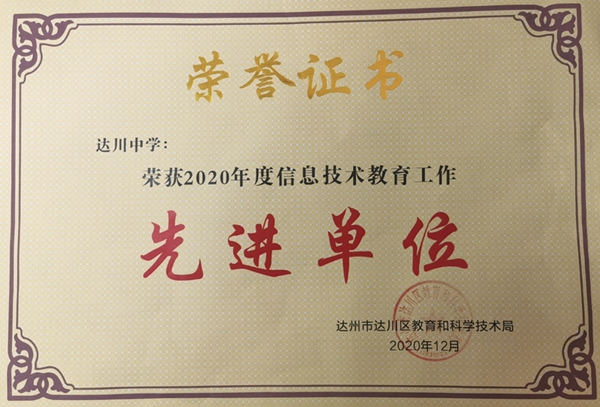 荣誉证书
达川中学：
荣获2020年度信息技术教育工作
先进单位
达州市达川区教育和科学技术局
2020年12月